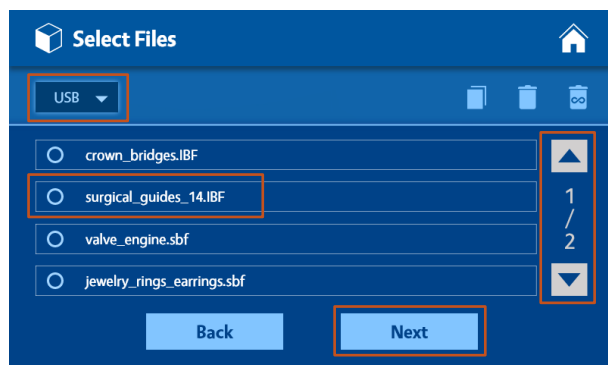 Select Files
USB
crown_bridges.IBF
surgical_guides_14.IBF
valve_engine.sbf
jewelry_rings_earrings.sbf
1
/
2
Back
Next